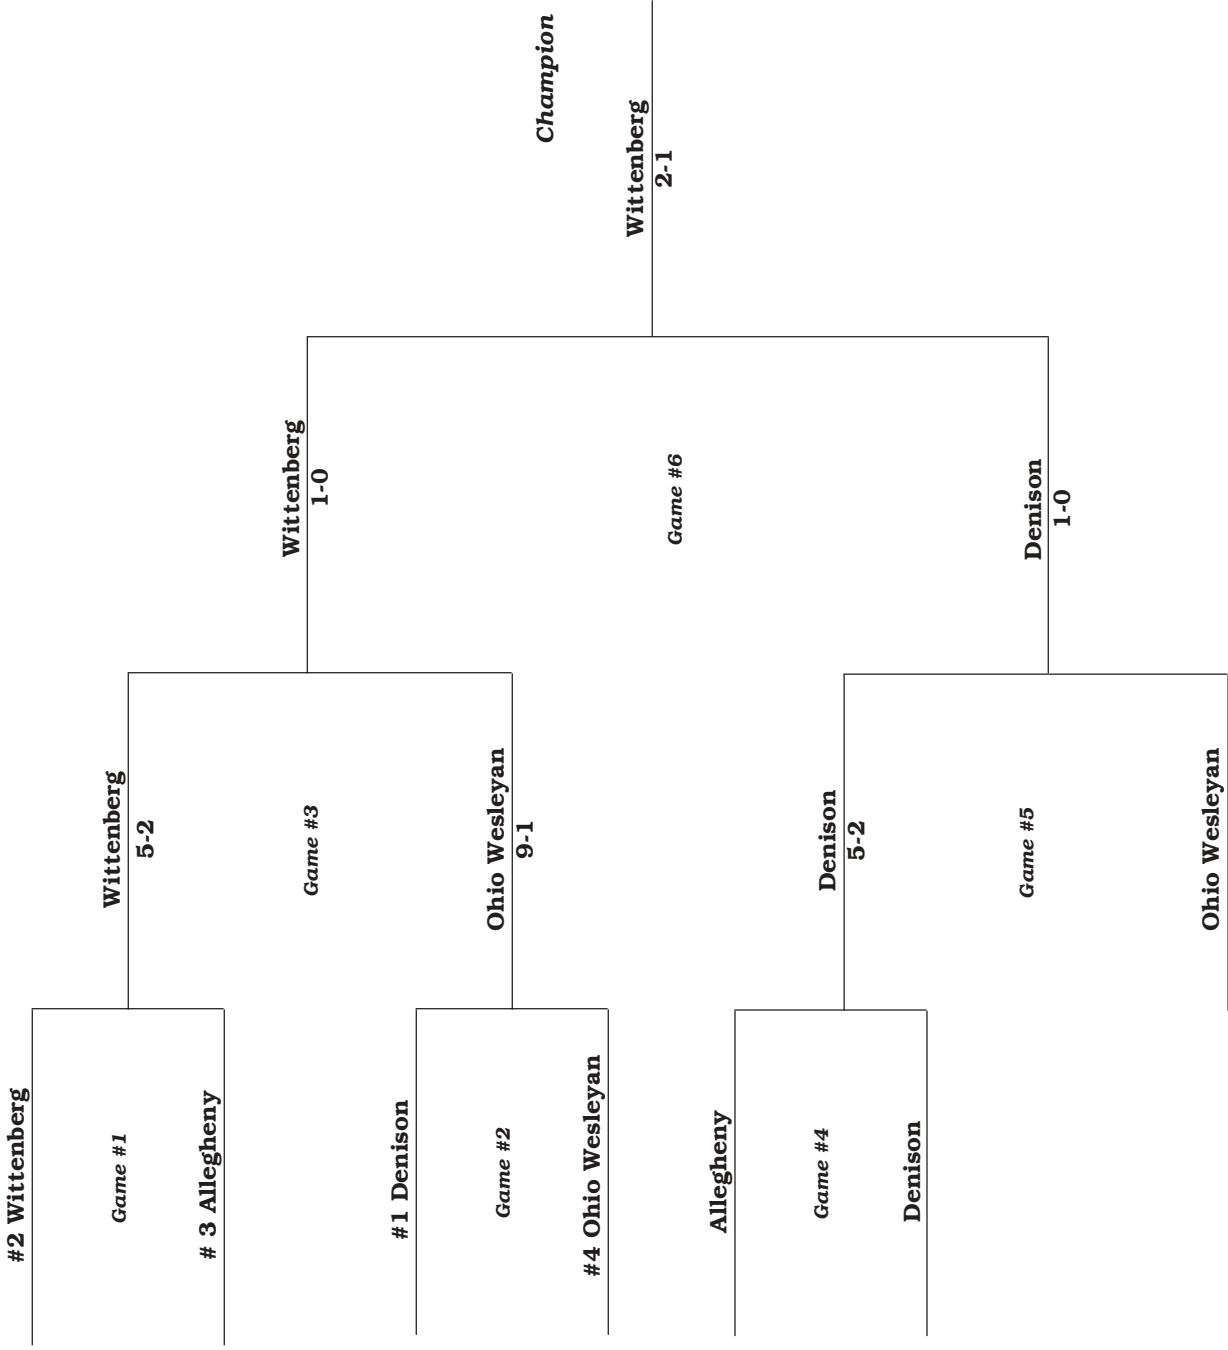 #2 Wittenberg
Game #1
# 3 Allegheny
#1 Denison
Game #2
#4 Ohio Wesleyan
Allegheny
Game #4
Denison
Wittenberg
5-2
Game #3
Ohio Wesleyan
9-1
Denison
5-2
Game #5
Ohio Wesleyan
Wittenberg
1-0
Game #6
Denison
1-0
Champion
Wittenberg
2-1